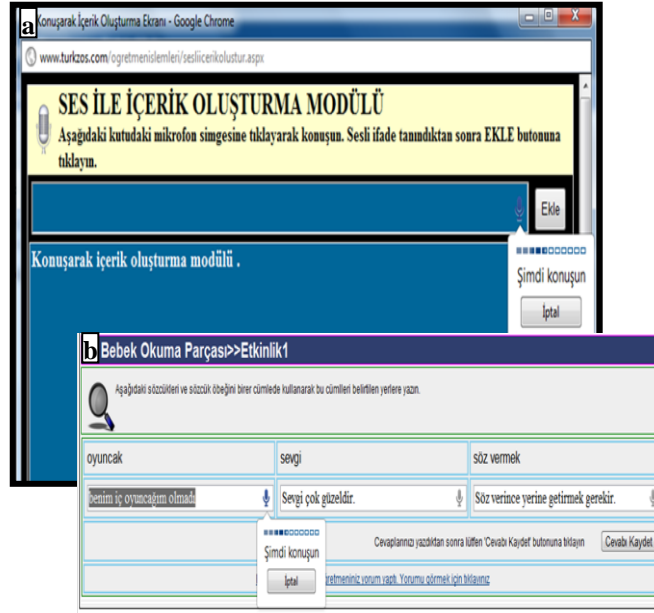 a
Konuşarak İçerik Oluşturma Ekranı - Google Chrome
www.turkzos.com/ogretmenislemleri/sesliicerikolustur.aspx
SES İLE İÇERİK OLUŞTURMA MODÜLÜ
Aşağıdaki kutudaki mikrofon simgesine tıklayarak konuşun. Sesli ifade tanındıktan sonra EKLE butonuna
tıklayın.
Ekle
Konuşarak içerik oluşturma modülü .
Şimdi konuşun
İptal
b
Bebek Okuma Parçası>>Etkinlik1
Aşağıdaki sözcükleri ve sözcük öbeğini birer cümlede kullanarak bu cümlleri belirtilen yerlere yazın.
oyuncak sevgi söz vermek
benim iç oyuncağım olmadı Sevgi çok güzeldir. Söz verince yerine getirmek gerekir.
Şimdi konuşun
İptal
Cevaplarınızı yazdıktan sonra lütfen 'Cevabı Kaydet' butonuna tıklayın Cevabı Kaydet
yorum yaptı. Yorumu görmek için tıklayınız